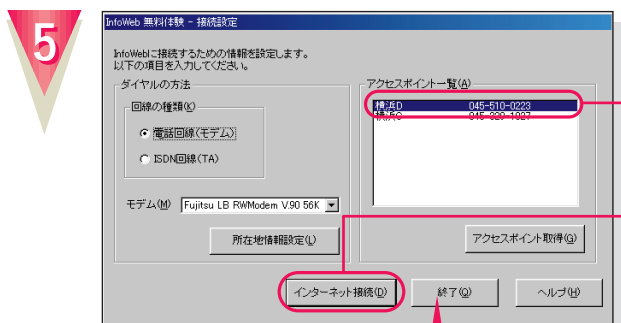 5
InfoWeb 無料体験 - 接続設定
InfoWebに接続するための情報を設定します。
以下の項目を入力してください。
ダイヤルの方法
回線の種類(K)
電話回線(モデム)
ISDN回線(TA)
モデム(M)
Fujitsu LB RWModem V.90 56K
所在地情報設定(L)
アクセスポイント一覧(A)
横浜D 045-510-0223
アクセスポイント取得(G)
インターネット接続(D)
終了(Q)
ヘルプ(H)